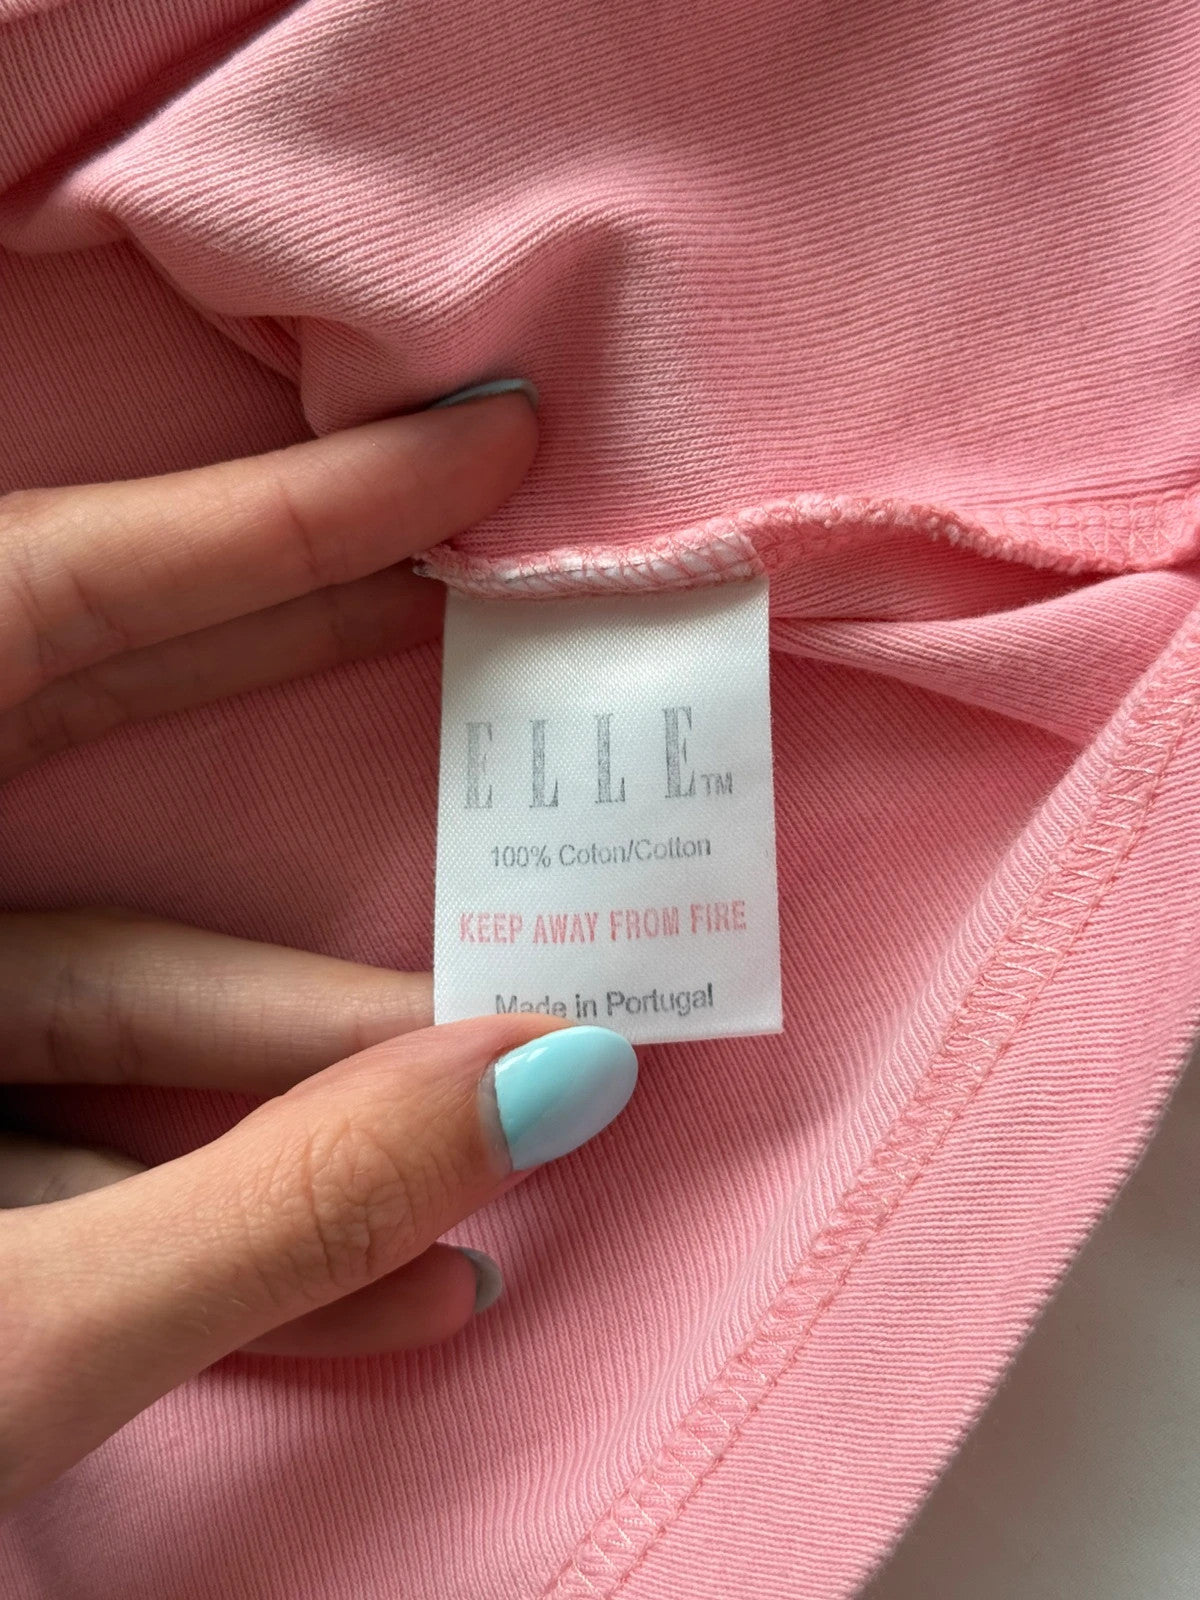 ELLE™
100% Coton/Cotton
KEEP AWAY FROM FIRE
Made in Portugal